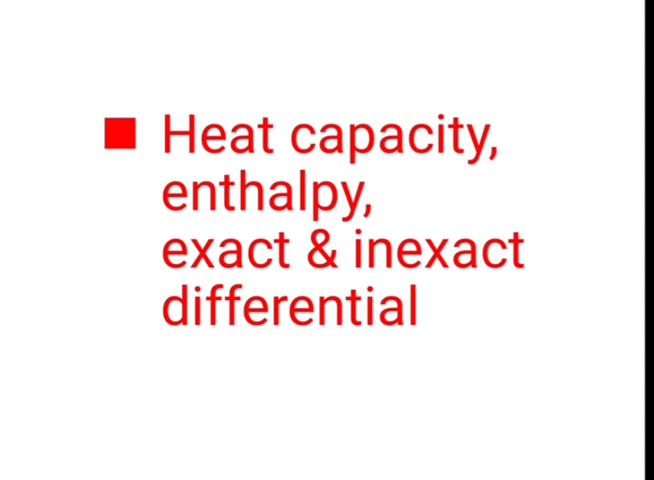 ■ Heat capacity,
enthalpy,
exact & inexact
differential